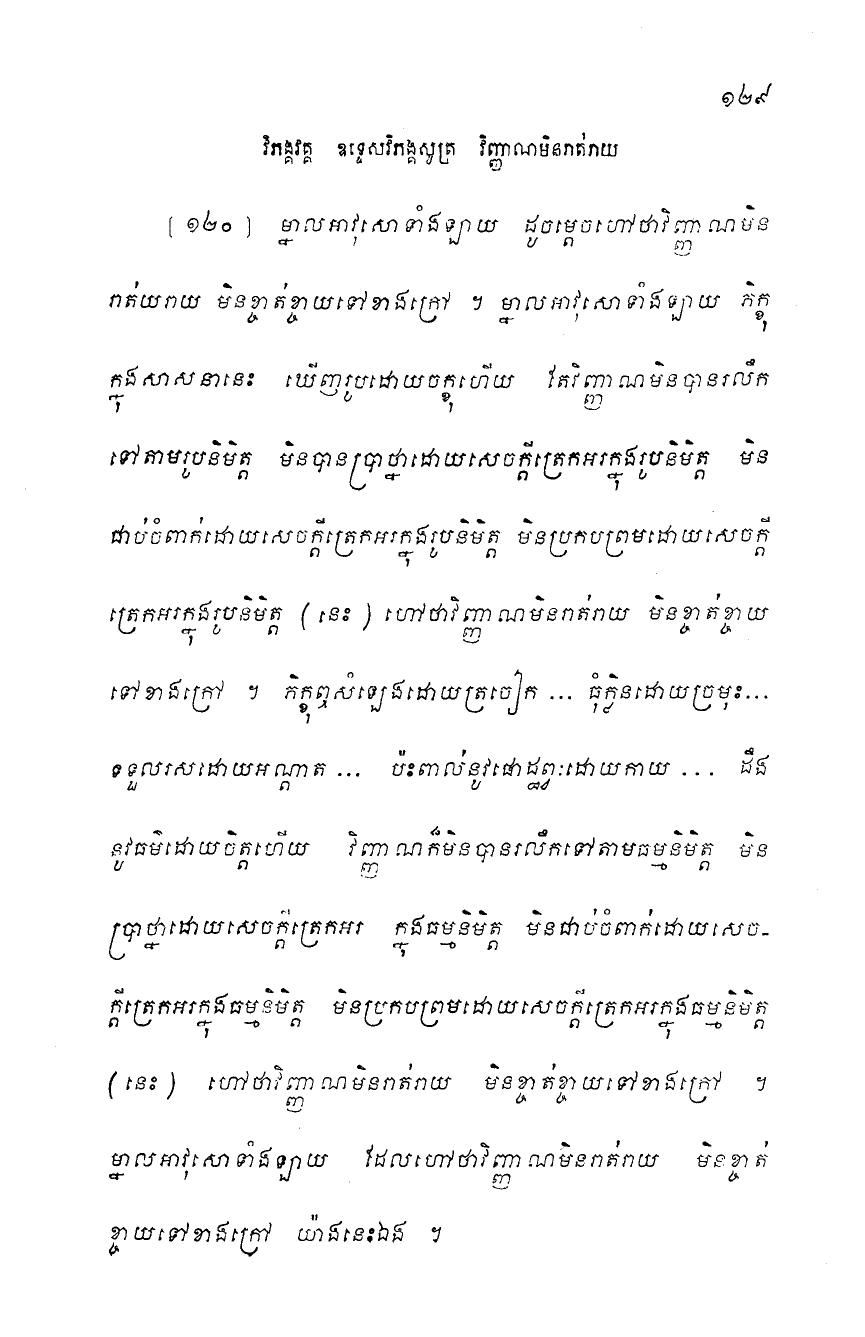 ១២៩
វិភង្គវគ្គ ឧទ្ទេសវិភង្គសូត្រ វិញ្ញាណមិនរាត់រាយ
[ ១២០ ] ម្នាលអាវុសោទាំងឡាយ ដូចម្តេចហៅថាវិញ្ញាណមិន
រាត់យរាយ មិនខ្ចាត់ខ្ចាយទៅខាងក្រៅ ។ ម្នាលអាវុសោទាំងឡាយ ភិក្ខុ
ក្នុងសាសនានេះ ឃើញរូបដោយចក្ខុហើយ តែវិញ្ញាណមិនបានរលឹក
ទៅតាមរូបនិមិត្ត មិនបានប្រាថ្នាដោយសេចក្តីត្រេកអរក្នុងរូបនិមិត្ត មិន
ជាប់ចំពាក់ដោយសេចក្តីត្រេកអរក្នុងរូបនិមិត្ត មិនប្រកបព្រមដោយសេចក្តី
ត្រេកអរក្នុងរូបនិមិត្ត ( នេះ ) ហៅថាវិញ្ញាណមិនរាត់រាយ មិនខ្ចាត់ខ្ចាយ
ទៅខាងក្រៅ ។ ភិក្ខុឮសំឡេងដោយត្រចៀក ... ធុំក្លិនដោយច្រមុះ...
ទទួលរសដោយអណ្តាត ... ប៉ះពាល់នូវផោដ្ឋព្វៈដោយកាយ ... ដឹង
នូវធម៌ដោយចិត្តហើយ វិញ្ញាណក៏មិនបានរលឹកទៅតាមធម្មនិមិត្ត មិន
ប្រាថ្នាដោយសេចក្តីត្រេកអរ ក្នុងធម្មនិមិត្ត មិនជាប់ចំពាក់ដោយសេច-
ក្តីត្រេកអរក្នុងធម្មនិមិត្ត មិនប្រកបព្រមដោយសេចក្តីត្រេកអរក្នុងធម្មនិមិត្ត
( នេះ ) ហៅថាវិញ្ញាណមិនរាត់រាយ មិនខ្ចាត់ខ្ចាយទៅខាងក្រៅ ។
ម្នាលអាវុសោទាំងឡាយ ដែលហៅថាវិញ្ញាណមិនរាត់រាយ មិនខ្ចាត់
ខ្ចាយទៅខាងក្រៅ យ៉ាងនេះឯង ។